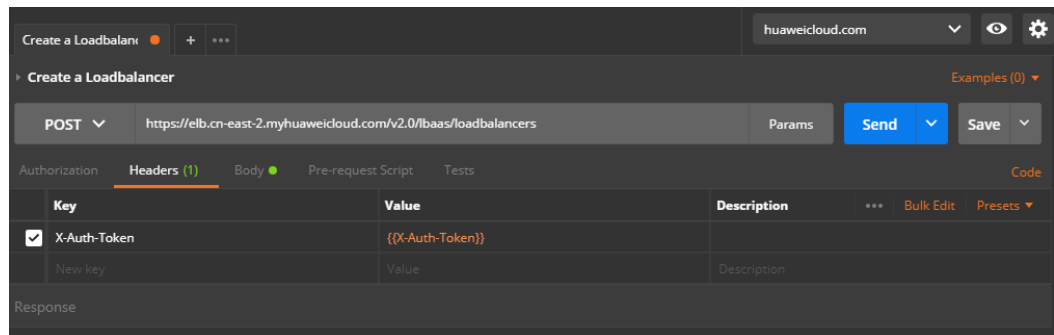 Create a Loadbalan + ••• huaweicloud.com
Create a Loadbalancer Examples (0)
POST https://elb.cn-east-2.myhuaweicloud.com/v2.0/lbaas/loadbalancers Params Send Save
Authorization Headers (1) Body Pre-request Script Tests Code
Key Value Description ••• Bulk Edit Presets
X-Auth-Token {{X-Auth-Token}}
New key Value Description
Response